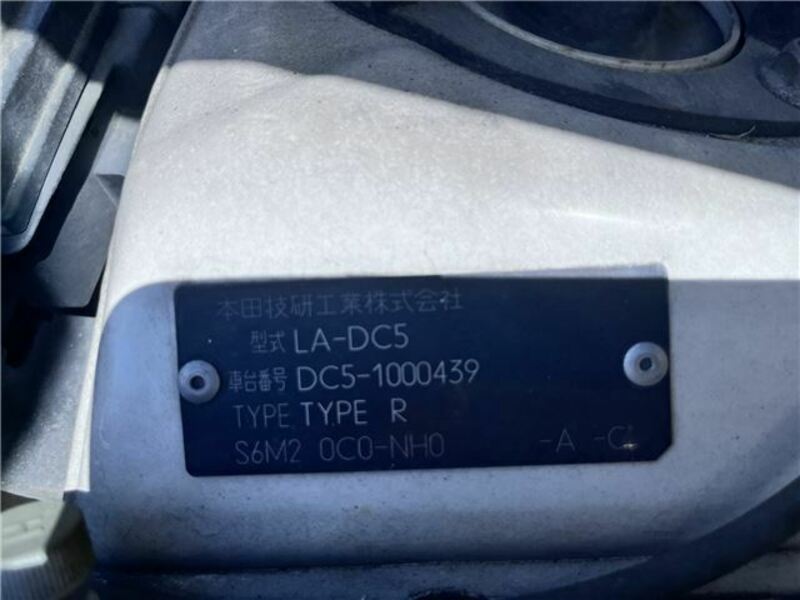 本田技研工業株式会社
型式 LA-DC5
車台番号 DC5-1000439
TYPE TYPE R
S6M2 0C0-NH0 -A -C